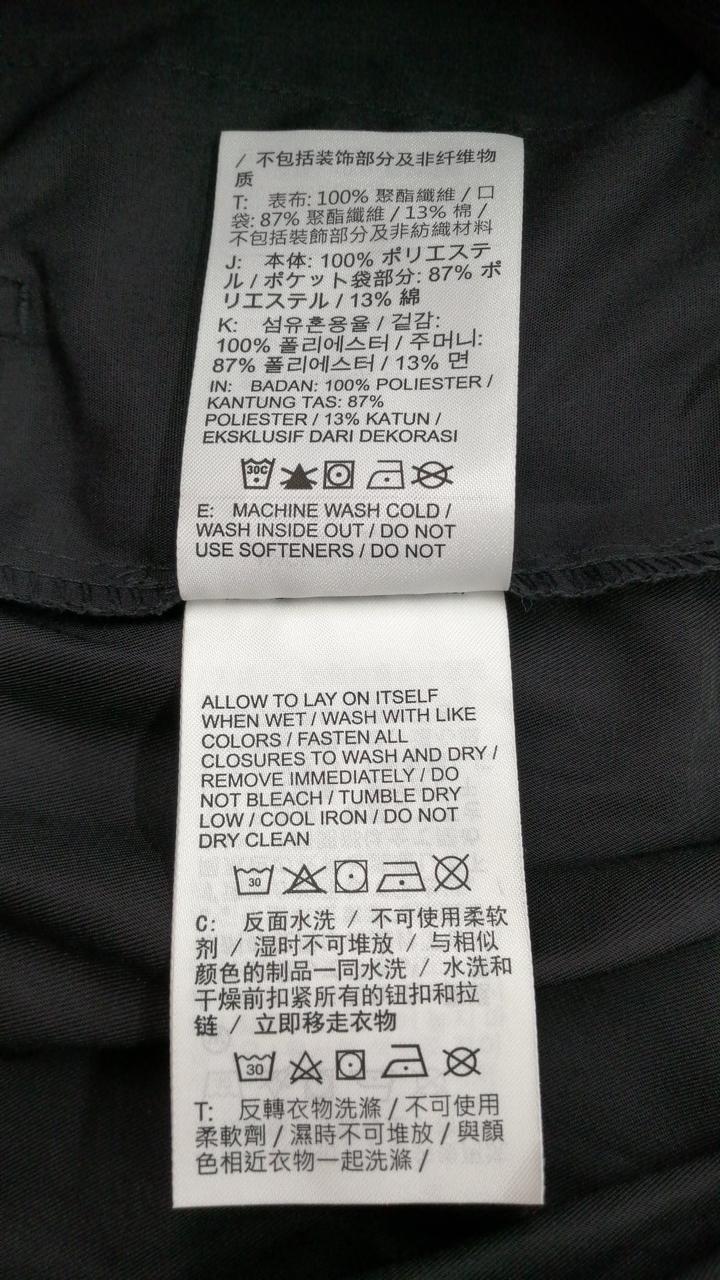 / 不包括装饰部分及非纤维物
质
T: 表布: 100% 聚酯纖維 / 口
袋: 87% 聚酯纖維 / 13% 棉 /
不包括裝飾部分及非紡織材料
J: 本体: 100% ポリエステ
ル / ポケット袋部分: 87% ポ
リエステル / 13% 綿
K: 섬유혼용율 / 겉감:
100% 폴리에스터 / 주머니:
87% 폴리에스터 / 13% 면
IN: BADAN: 100% POLIESTER /
KANTUNG TAS: 87%
POLIESTER / 13% KATUN /
EKSKLUSIF DARI DEKORASI
30C
E: MACHINE WASH COLD /
WASH INSIDE OUT / DO NOT
USE SOFTENERS / DO NOT
ALLOW TO LAY ON ITSELF
WHEN WET / WASH WITH LIKE
COLORS / FASTEN ALL
CLOSURES TO WASH AND DRY /
REMOVE IMMEDIATELY / DO
NOT BLEACH / TUMBLE DRY
LOW / COOL IRON / DO NOT
DRY CLEAN
30
C: 反面水洗 / 不可使用柔软
剂 / 湿时不可堆放 / 与相似
颜色的制品一同水洗 / 水洗和
干燥前扣紧所有的钮扣和拉
链 / 立即移走衣物
30
T: 反轉衣物洗滌 / 不可使用
柔軟劑 / 濕時不可堆放 / 與顏
色相近衣物一起洗滌 /